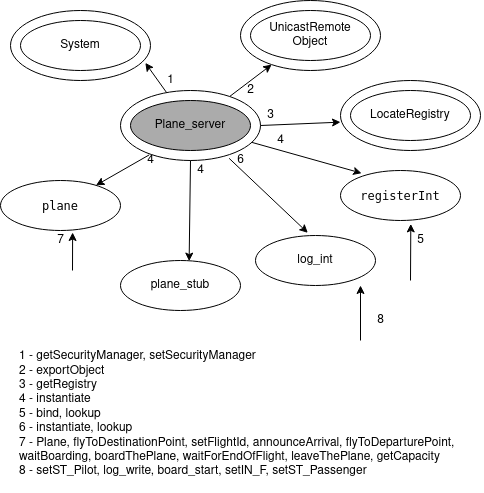 System
UnicastRemote
Object
1
2
Plane_server
3
LocateRegistry
4
4
4
6
plane
registerInt
7
5
log_int
plane_stub
8
1 - getSecurityManager, setSecurityManager
2 - exportObject
3 - getRegistry
4 - instantiate
5 - bind, lookup
6 - instantiate, lookup
7 - Plane, flyToDestinationPoint, setFlightId, announceArrival, flyToDeparturePoint,
waitBoarding, boardThePlane, waitForEndOfFlight, leaveThePlane, getCapacity
8 - setST_Pilot, log_write, board_start, setIN_F, setST_Passenger